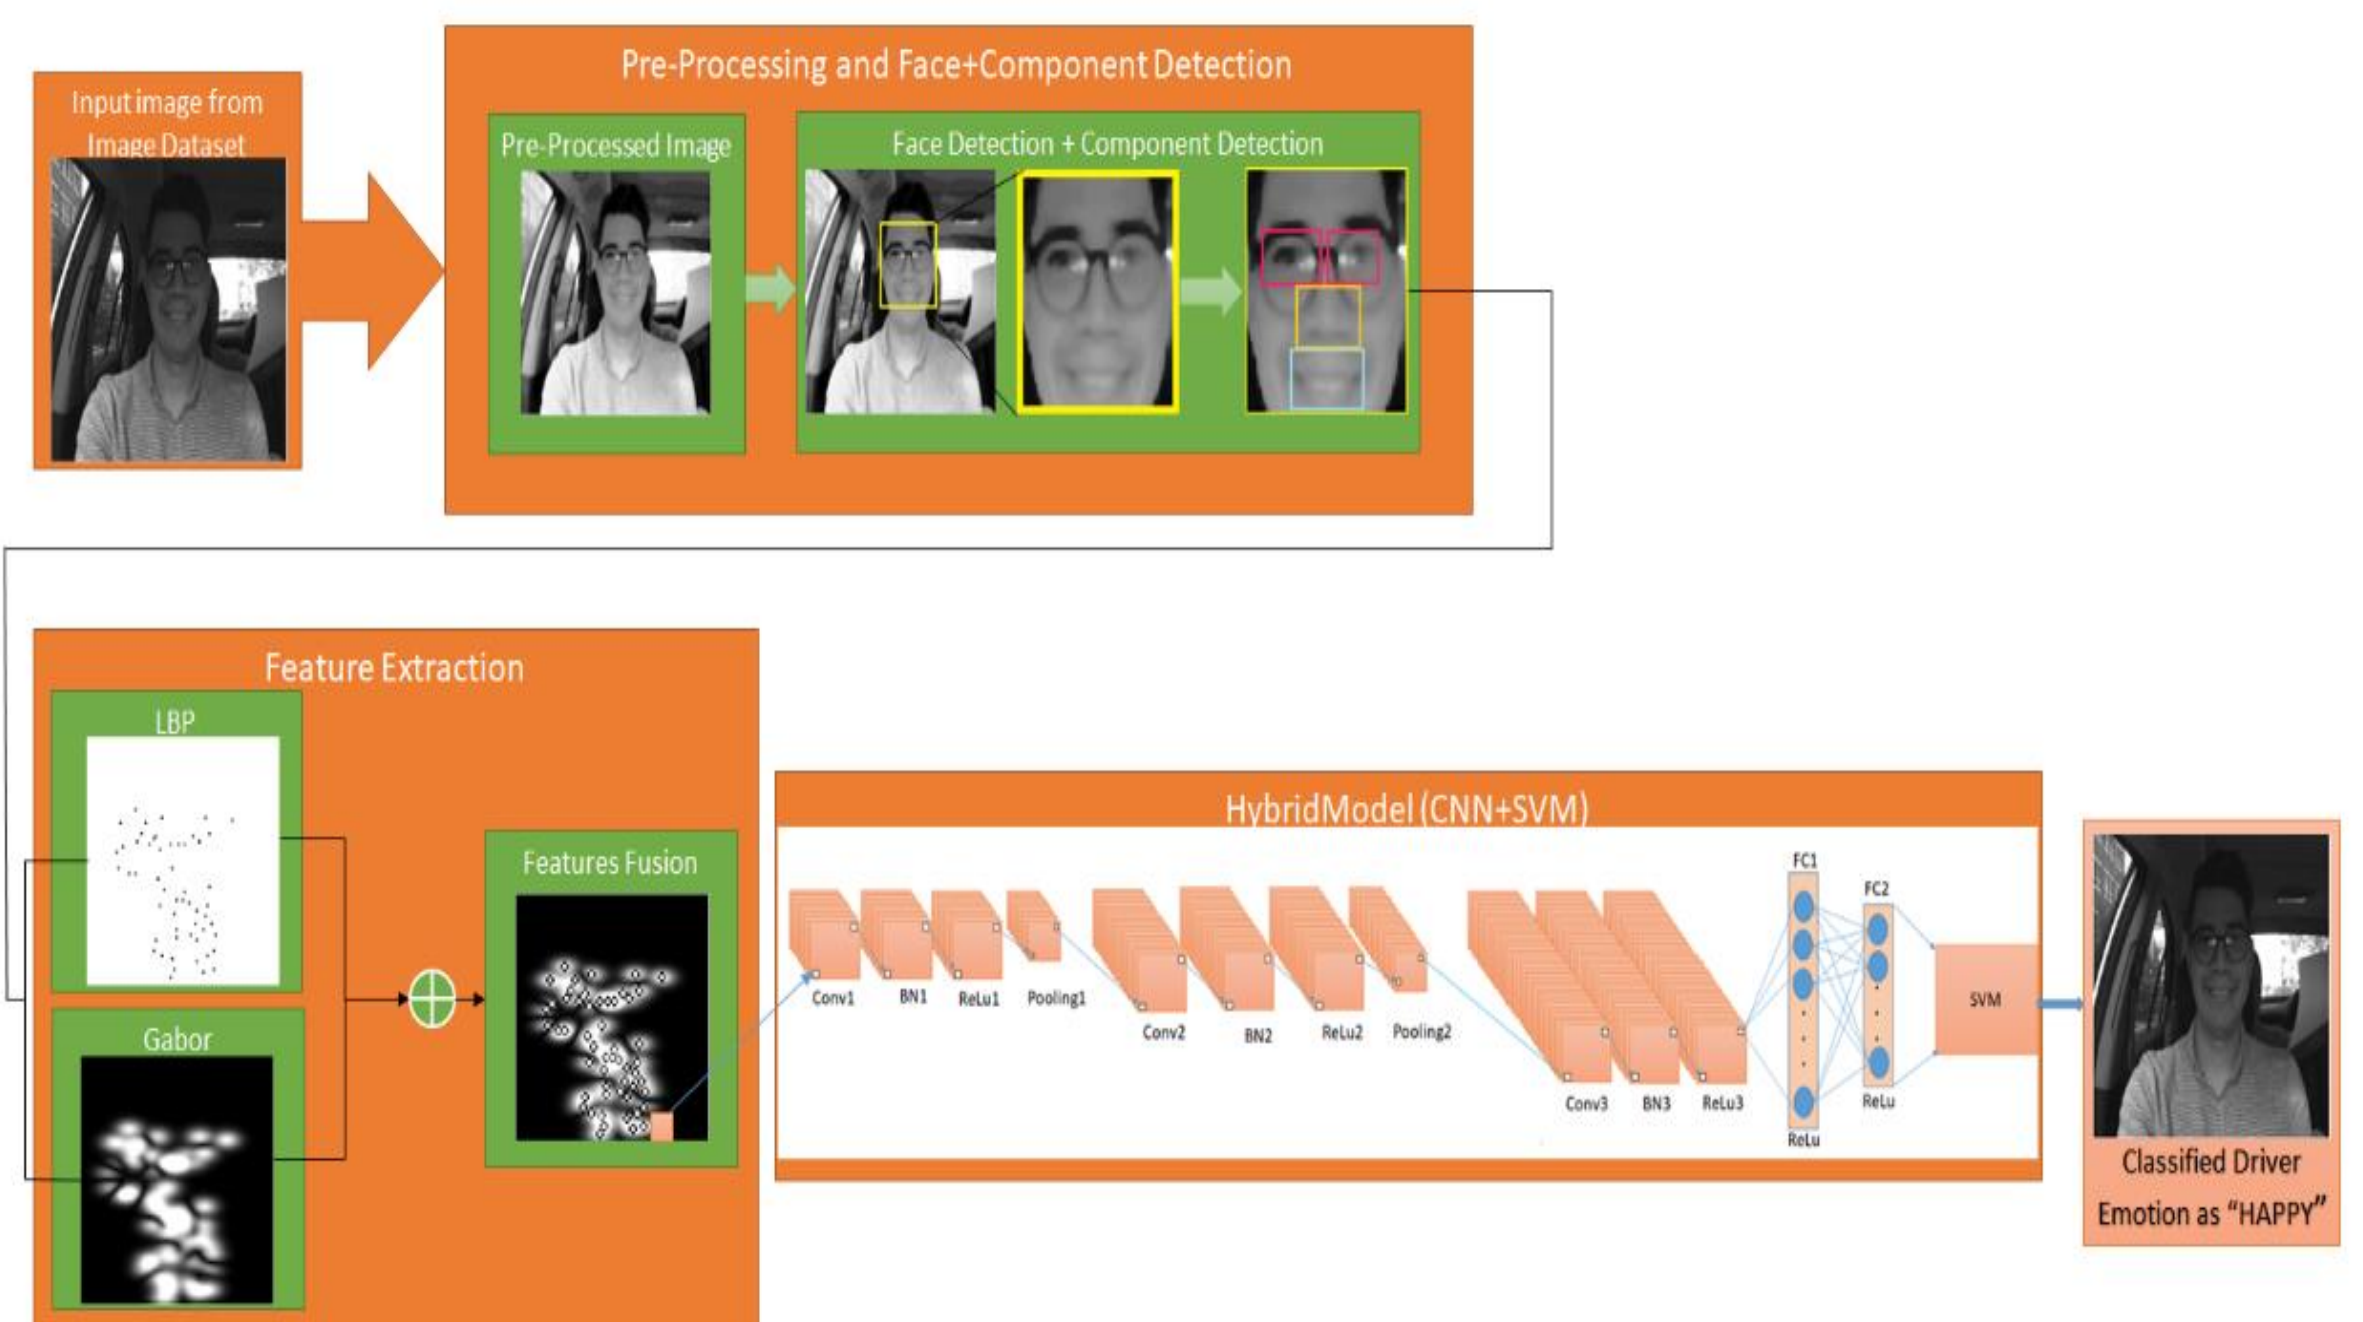 Input image from
Image Dataset
Pre-Processing and Face+Component Detection
Pre-Processed Image
Face Detection + Component Detection
Feature Extraction
LBP
Gabor
Features Fusion
HybridModel (CNN+SVM)
Conv1
BN1
ReLu1
Pooling1
Conv2
BN2
ReLu2
Pooling2
Conv3
BN3
ReLu3
FC1
ReLu
FC2
ReLu
SVM
Classified Driver
Emotion as “HAPPY”